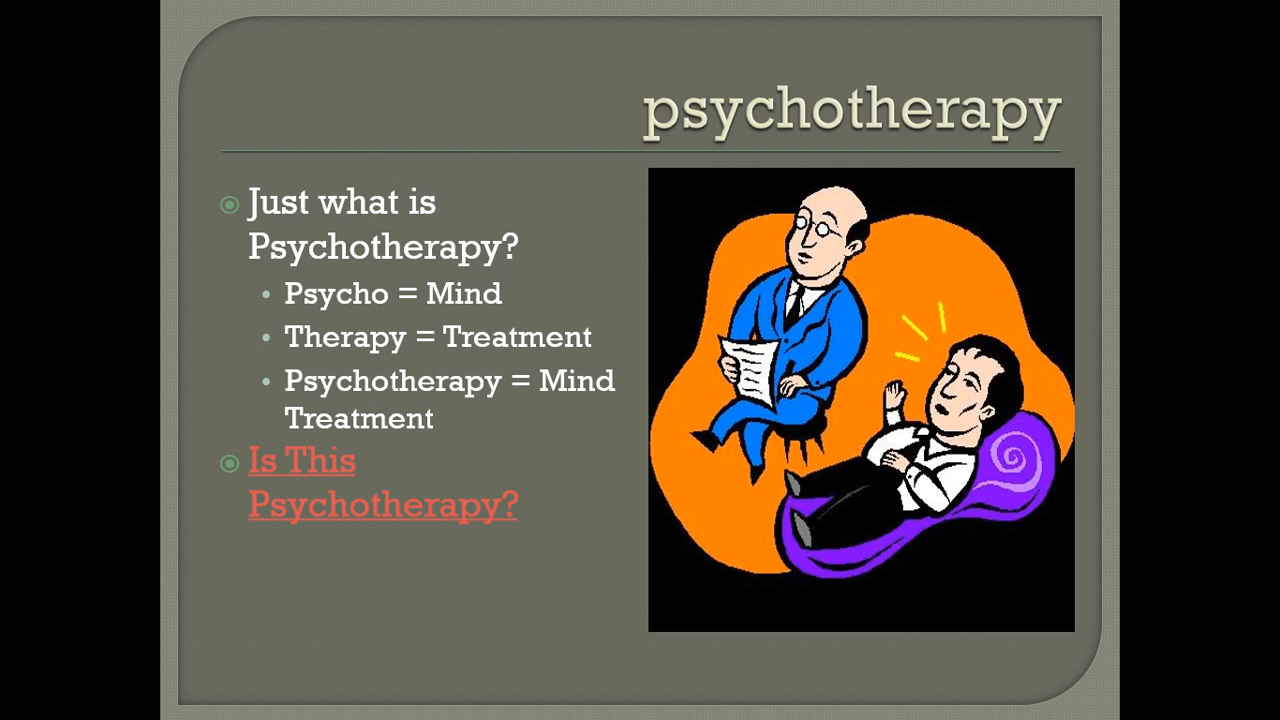 psychotherapy
Just what is
Psychotherapy?
Psycho = Mind
Therapy = Treatment
Psychotherapy = Mind
Treatment
Is This
Psychotherapy?